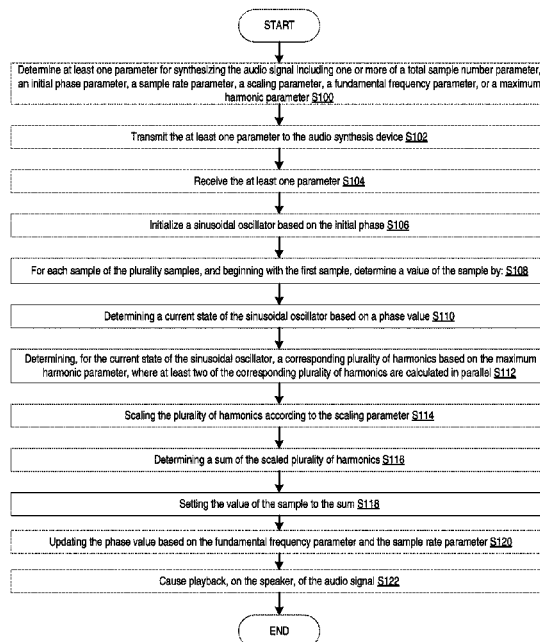 START
Determine at least one parameter for synthesizing the audio signal including one or more of a total sample number parameter,
an initial phase parameter, a sample rate parameter, a scaling parameter, a fundamental frequency parameter, or a maximum
harmonic parameter S100
Transmit the at least one parameter to the audio synthesis device S102
Receive the at least one parameter S104
Initialize a sinusoidal oscillator based on the initial phase S106
For each sample of the plurality samples, and beginning with the first sample, determine a value of the sample by: S108
Determining a current state of the sinusoidal oscillator based on a phase value S110
Determining, for the current state of the sinusoidal oscillator, a corresponding plurality of harmonics based on the maximum
harmonic parameter, where at least two of the corresponding plurality of harmonics are calculated in parallel S112
Scaling the plurality of harmonics according to the scaling parameter S114
Determining a sum of the scaled plurality of harmonics S116
Setting the value of the sample to the sum S118
Updating the phase value based on the fundamental frequency parameter and the sample rate parameter S120
Cause playback, on the speaker, of the audio signal S122
END